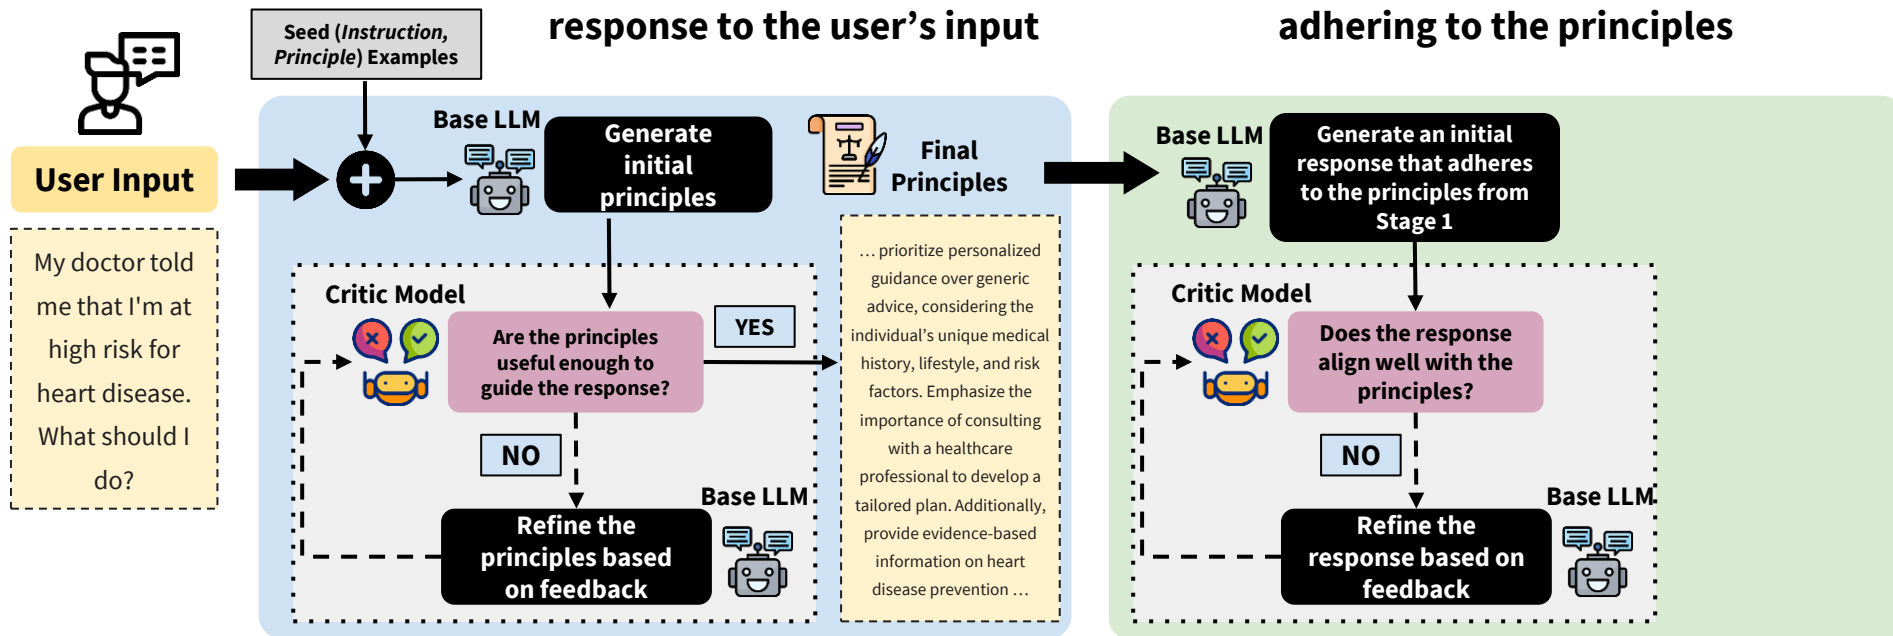 response to the user's input
adhering to the principles
Seed (Instruction,
Principle) Examples
User Input
My doctor told
me that I'm at
high risk for
heart disease.
What should I
do?
Base LLM
Generate
initial
principles
Final
Principles
Critic Model
Are the principles
useful enough to
guide the response?
YES
NO
Base LLM
Refine the
principles based
on feedback
… prioritize personalized
guidance over generic
advice, considering the
individual's unique medical
history, lifestyle, and risk
factors. Emphasize the
importance of consulting
with a healthcare
professional to develop a
tailored plan. Additionally,
provide evidence-based
information on heart
disease prevention …
Base LLM
Generate an initial
response that adheres
to the principles from
Stage 1
Critic Model
Does the response
align well with the
principles?
NO
Base LLM
Refine the
response based on
feedback